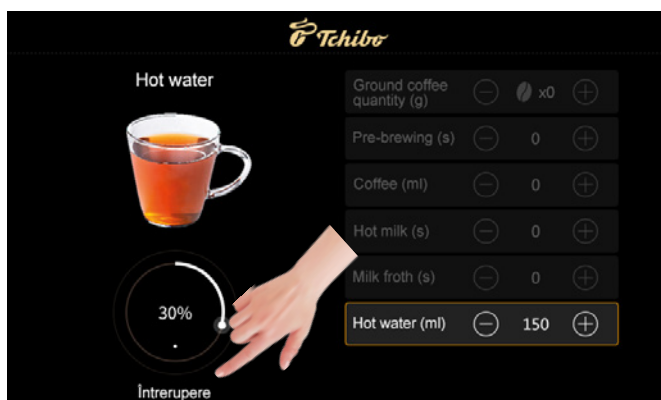 Tchibo
Hot water
30%
Întrerupere
Ground coffee
quantity (g) x0
Pre-brewing (s) 0
Coffee (ml) 0
Hot milk (s) 0
Milk froth (s) 0
Hot water (ml) 150